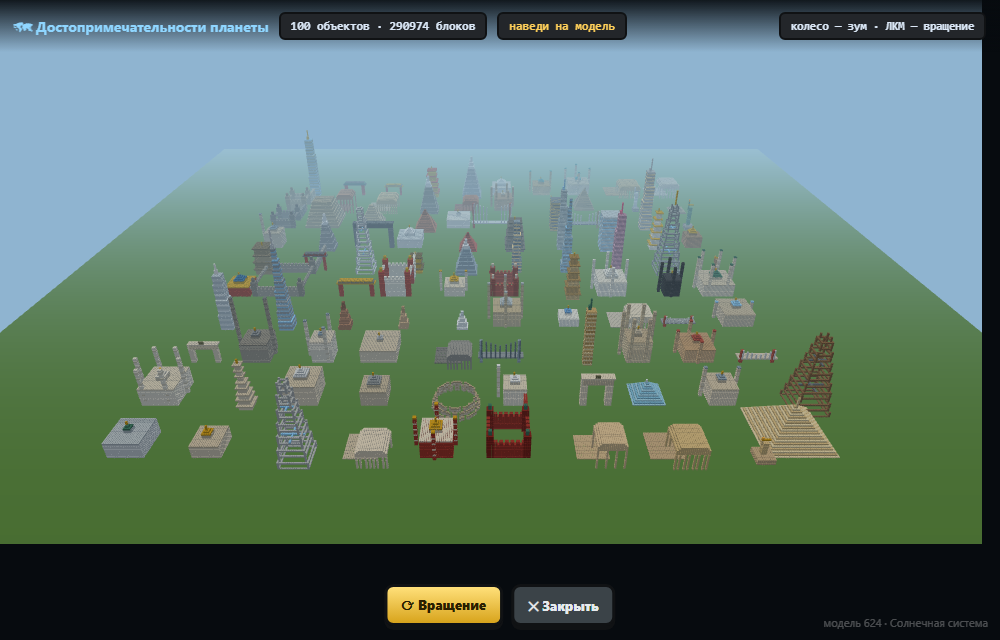 🗺 Достопримечательности планеты
100 объектов · 290974 блоков
наведи на модель
колесо — зум · ЛКМ — вращение
⟳ Вращение
✕ Закрыть
модель 624 · Солнечная система